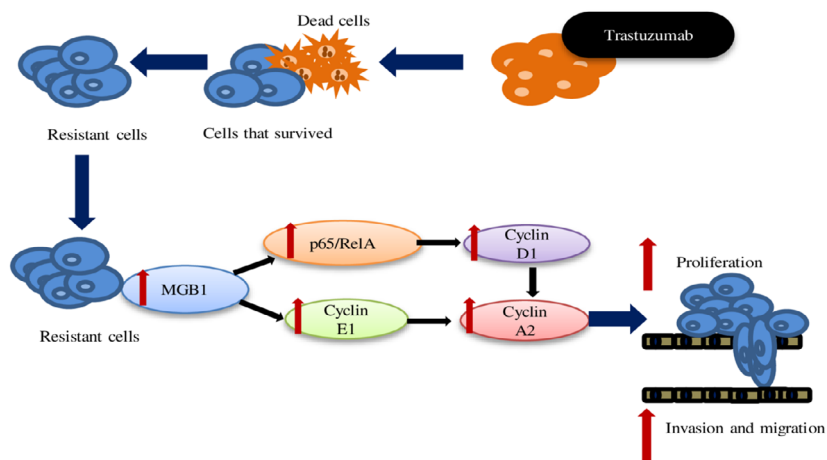 Dead cells
Trastuzumab
Resistant cells
Cells that survived
p65/RelA
Cyclin
D1
Proliferation
MGB1
Cyclin
E1
Cyclin
A2
Resistant cells
Invasion and migration